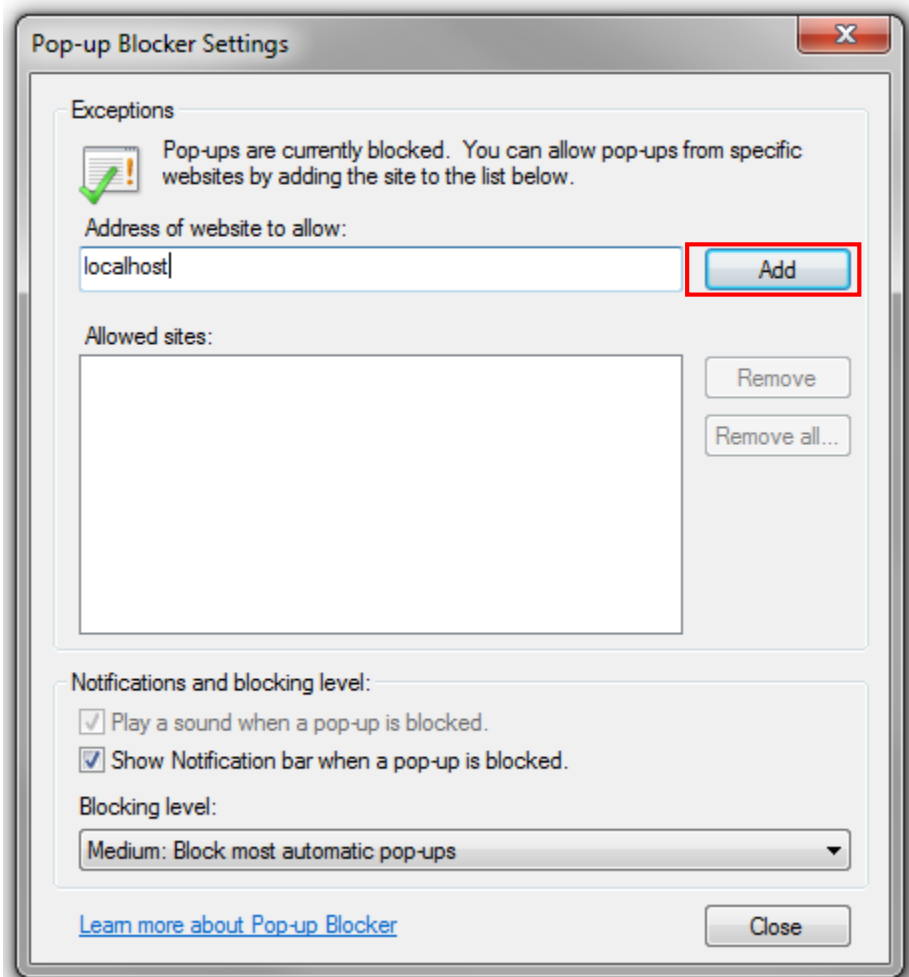 Pop-up Blocker Settings
Exceptions
Pop-ups are currently blocked.  You can allow pop-ups from specific
websites by adding the site to the list below.
Address of website to allow:
localhost
Add
Allowed sites:
Remove
Remove all...
Notifications and blocking level:
Play a sound when a pop-up is blocked.
Show Notification bar when a pop-up is blocked.
Blocking level:
Medium: Block most automatic pop-ups
Learn more about Pop-up Blocker
Close